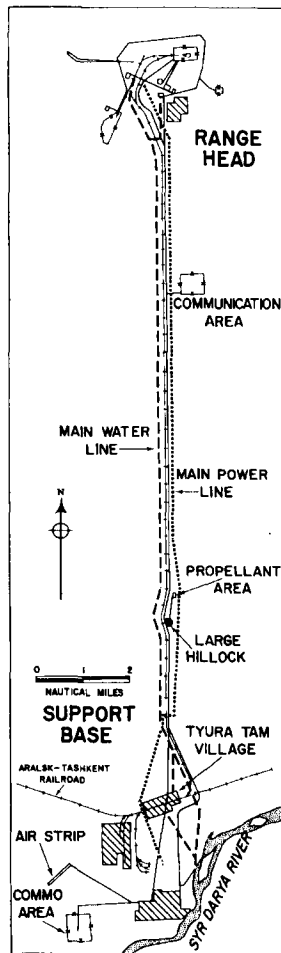 RANGE
HEAD
COMMUNICATION
AREA
MAIN WATER
LINE
MAIN POWER
LINE
N
PROPELLANT
AREA
0 1 2
NAUTICAL MILES
LARGE
HILLOCK
SUPPORT
BASE
TYURA TAM
VILLAGE
ARALSK-TASHKENT
RAILROAD
AIR STRIP
COMMO
AREA
SYR DARYA RIVER